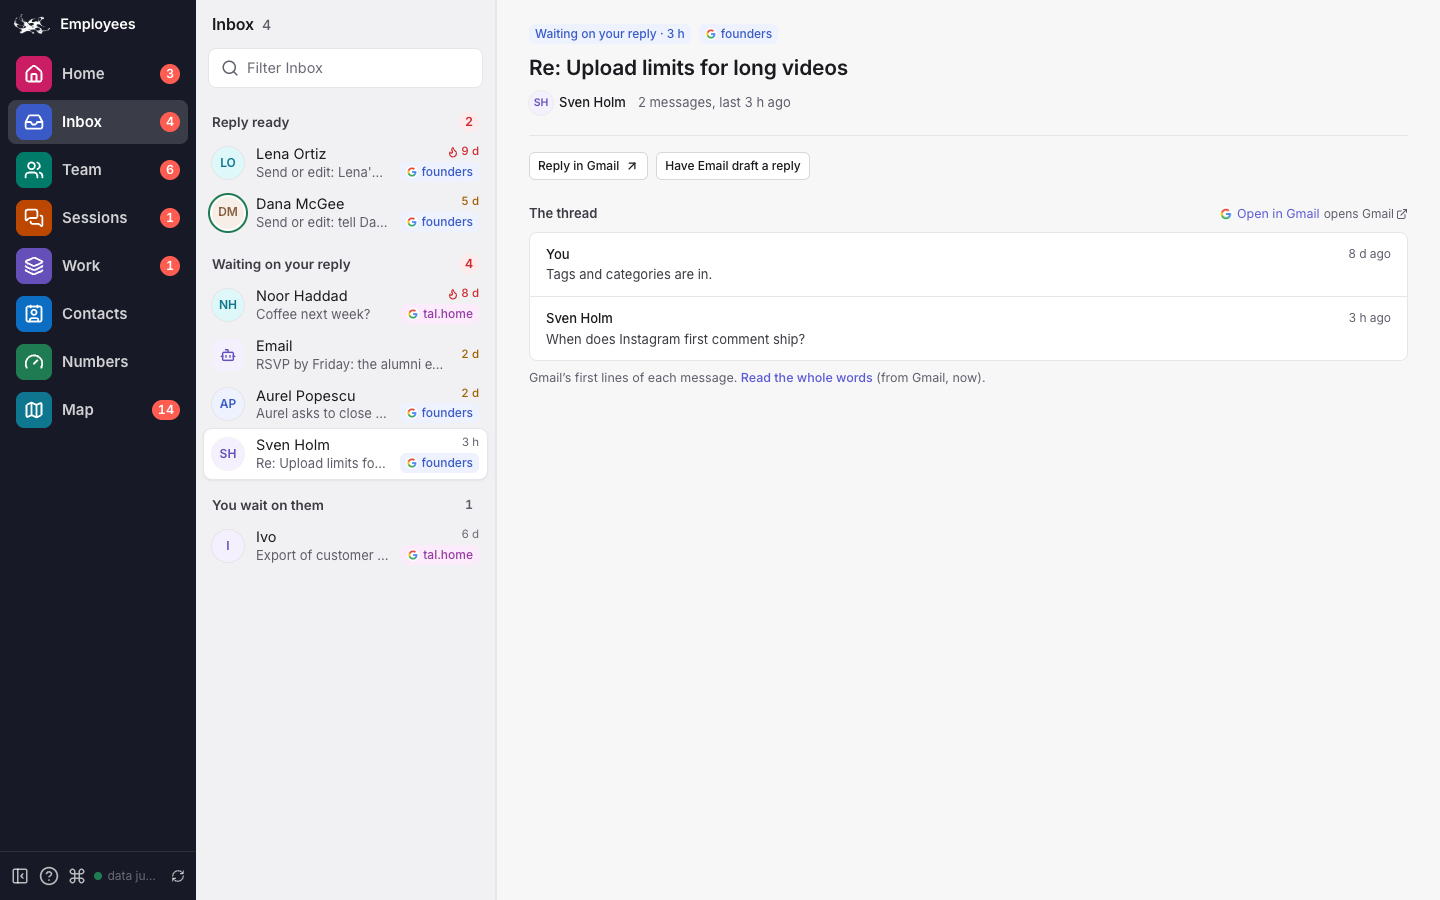 Employees
Home 3
Inbox 4
Team 6
Sessions 1
Work 1
Contacts
Numbers
Map 14
data ju...
Inbox 4
Filter Inbox
Reply ready 2
LO Lena Ortiz 9 d
Send or edit: Lena'... founders
DM Dana McGee 5 d
Send or edit: tell Da... founders
Waiting on your reply 4
NH Noor Haddad 8 d
Coffee next week? tal.home
Email 2 d
RSVP by Friday: the alumni e...
AP Aurel Popescu 2 d
Aurel asks to close ... founders
SH Sven Holm 3 h
Re: Upload limits fo... founders
You wait on them 1
I Ivo 6 d
Export of customer ... tal.home
Waiting on your reply · 3 h founders
Re: Upload limits for long videos
SH Sven Holm 2 messages, last 3 h ago
Reply in Gmail Have Email draft a reply
The thread Open in Gmail opens Gmail
You 8 d ago
Tags and categories are in.
Sven Holm 3 h ago
When does Instagram first comment ship?
Gmail’s first lines of each message. Read the whole words (from Gmail, now).